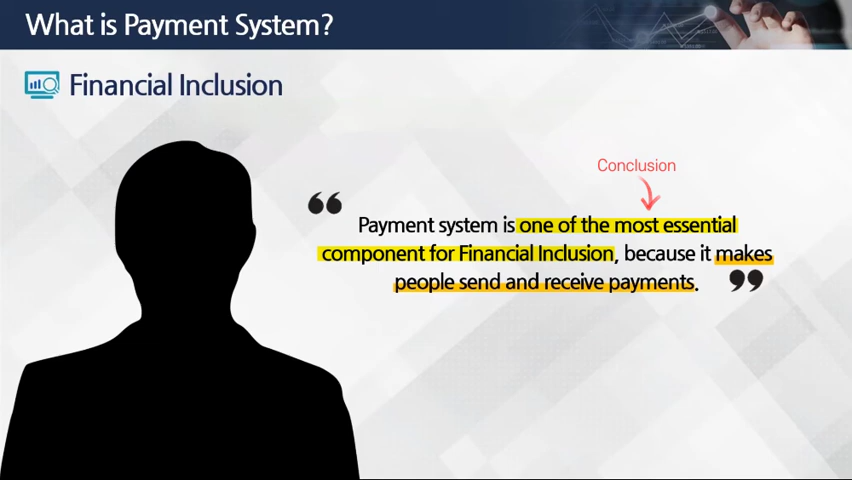 What is Payment System?
Financial Inclusion
Conclusion
“ Payment system is one of the most essential
component for Financial Inclusion, because it makes
people send and receive payments. ”